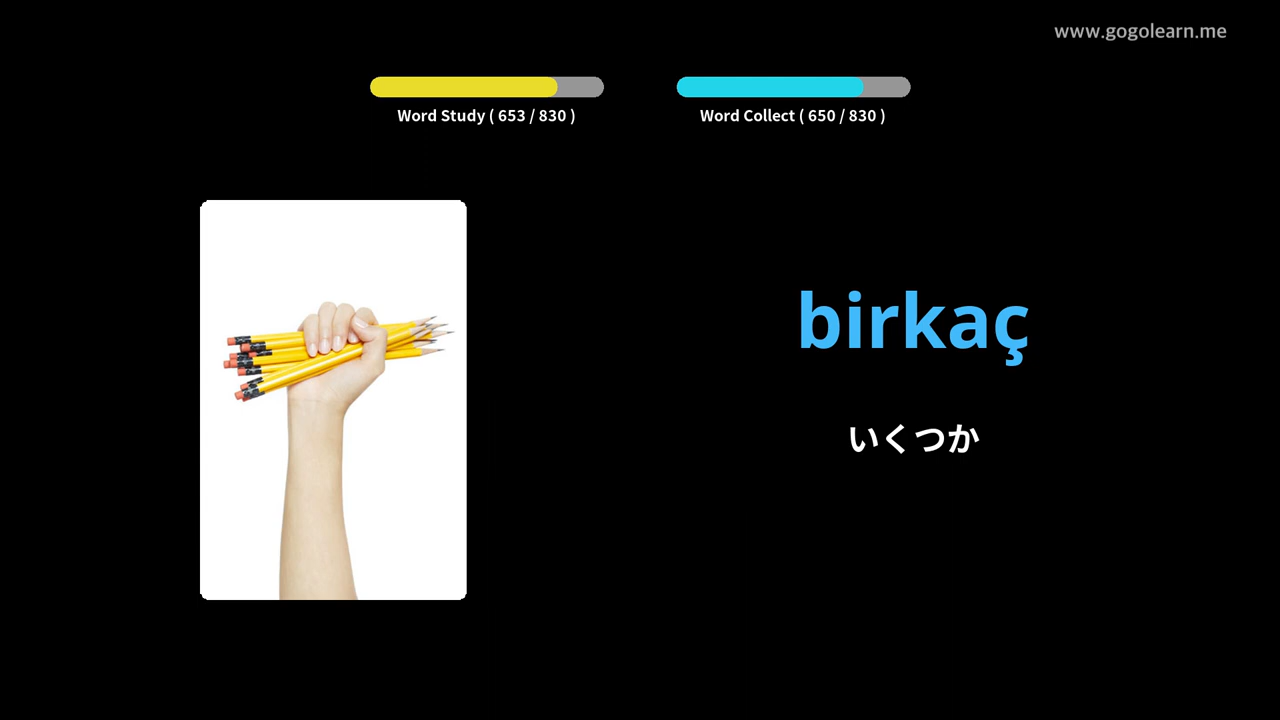 www.gogolearn.me
Word Study ( 653 / 830 )
Word Collect ( 650 / 830 )
birkaç
いくつか